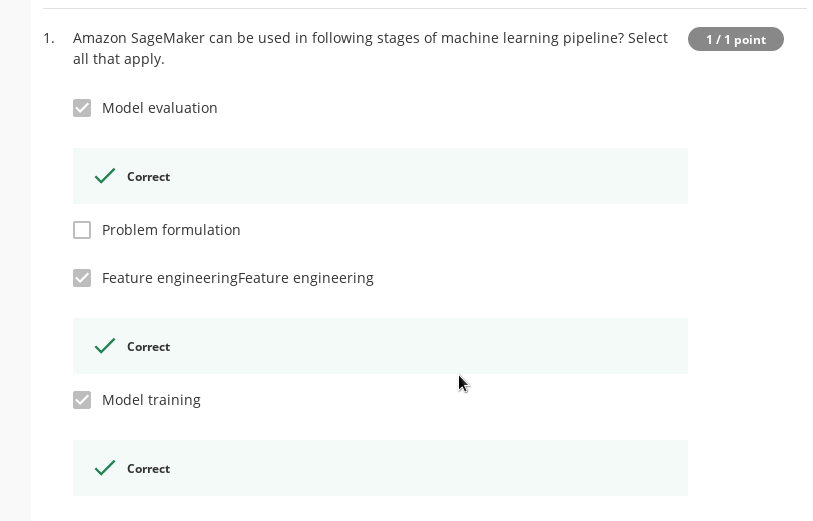 1. Amazon SageMaker can be used in following stages of machine learning pipeline? Select
all that apply.
1 / 1 point
Model evaluation
Correct
Problem formulation
Feature engineeringFeature engineering
Correct
Model training
Correct